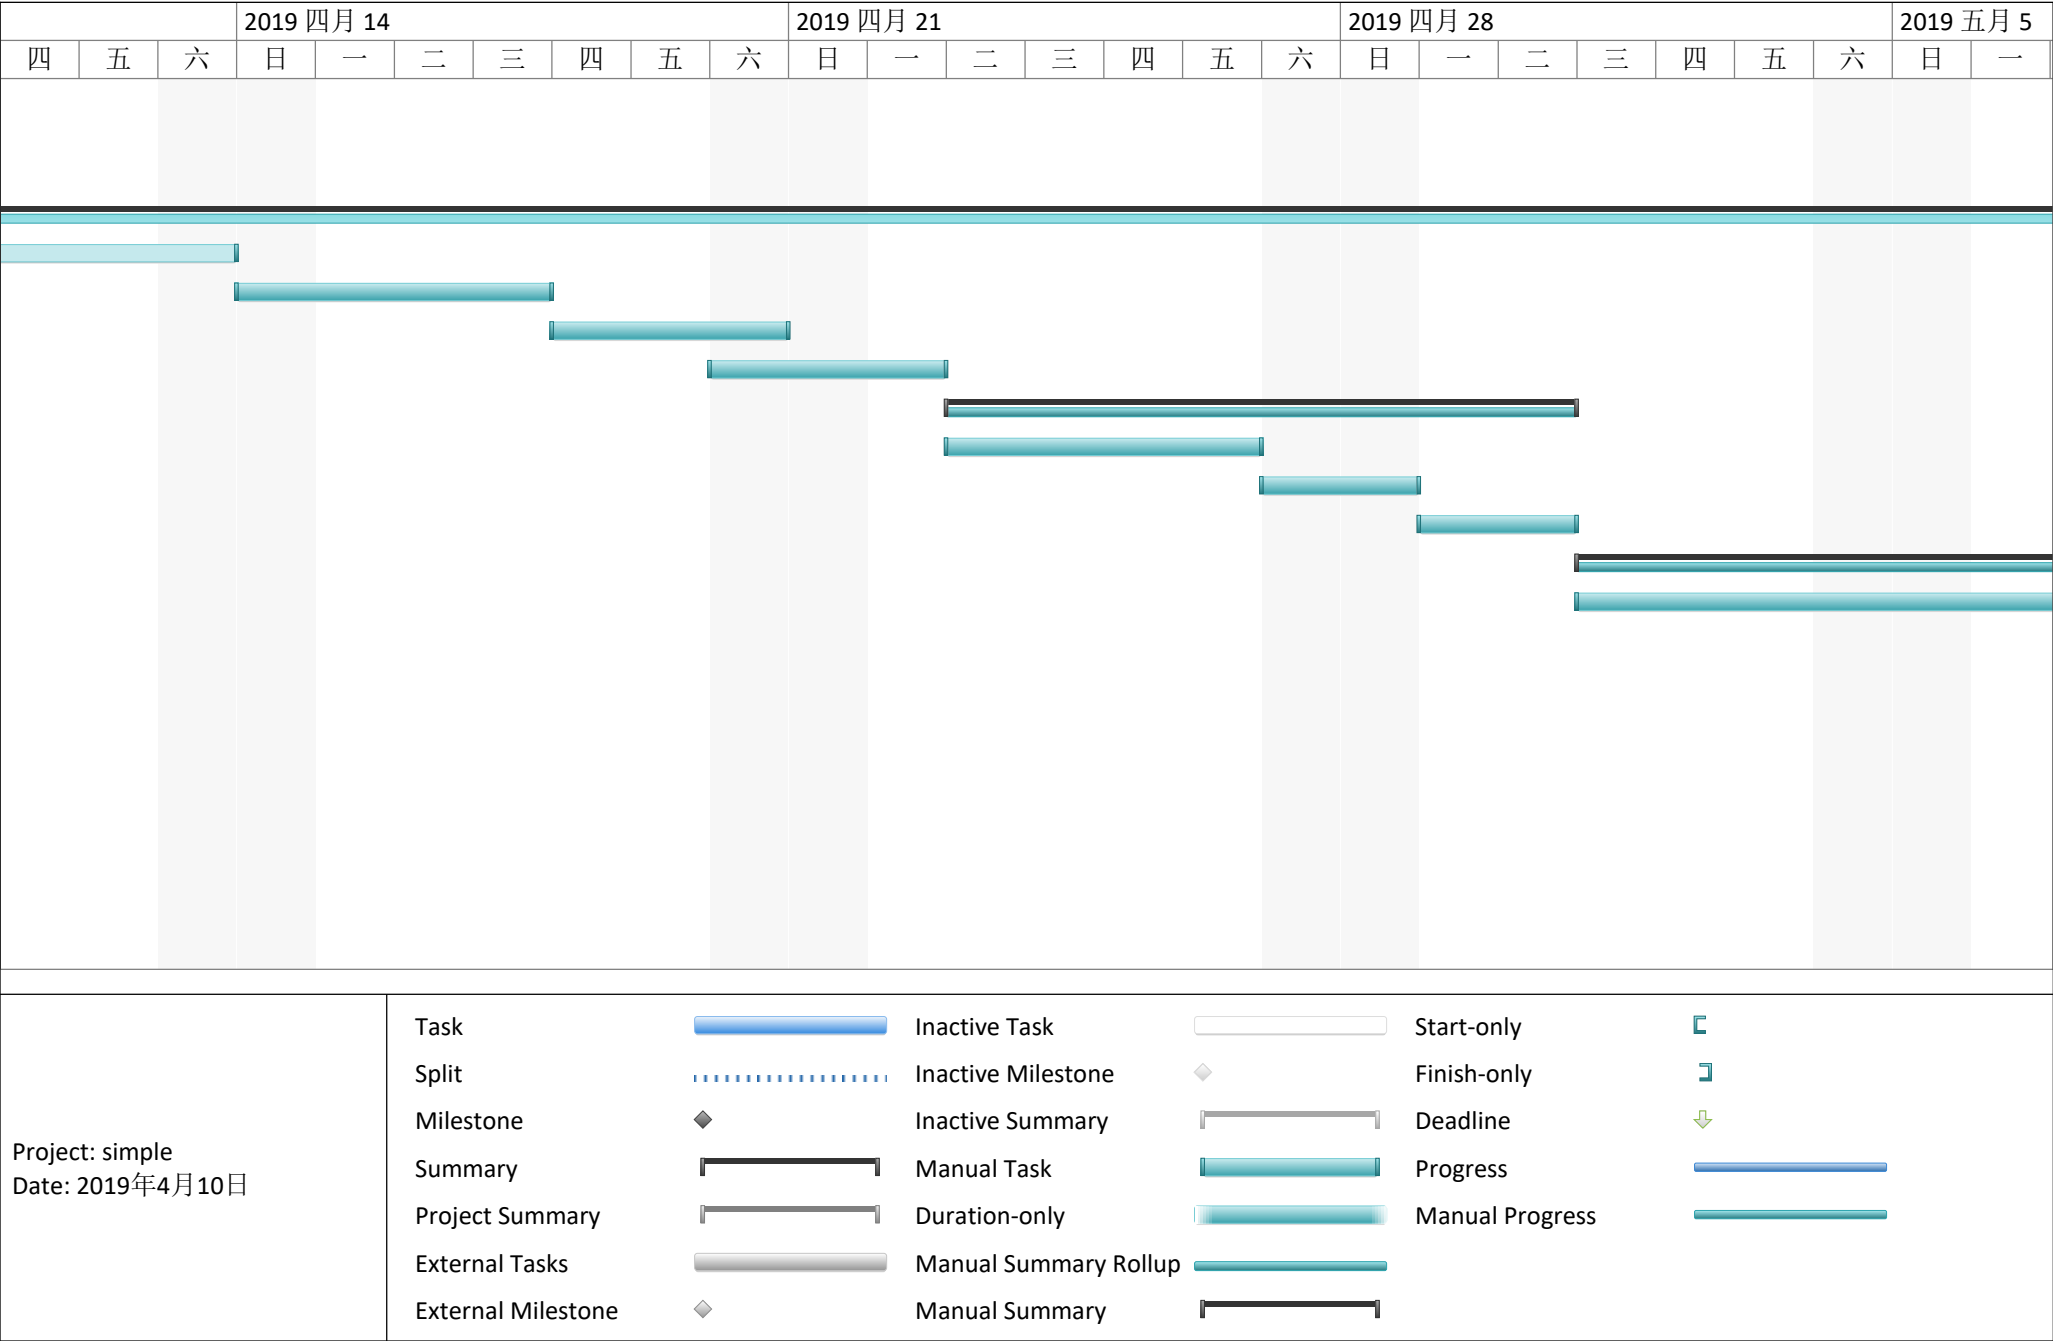 2019 四月 14 2019 四月 21 2019 四月 28 2019 五月 5
四 五 六 日 一 二 三 四 五 六 日 一 二 三 四 五 六 日 一 二 三 四 五 六 日 一
Project: simple
Date: 2019年4月10日
Task
Split
Milestone
Summary
Project Summary
External Tasks
External Milestone
Inactive Task
Inactive Milestone
Inactive Summary
Manual Task
Duration-only
Manual Summary Rollup
Manual Summary
Start-only
Finish-only
Deadline
Progress
Manual Progress